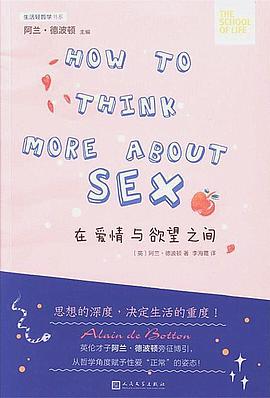 生活轻哲学书系
阿兰·德波顿 主编
THE
SCHOOL
OF LIFE
HOW TO
THINK
MORE ABOUT
SEX
在爱情与欲望之间
〔英〕阿兰·德波顿 著 李海霞 译
思想的深度，决定生活的重度！
Alain de Botton
英伦才子阿兰·德波顿旁征博引，
从哲学角度赋予性爱“正常”的姿态！
人民文学出版社